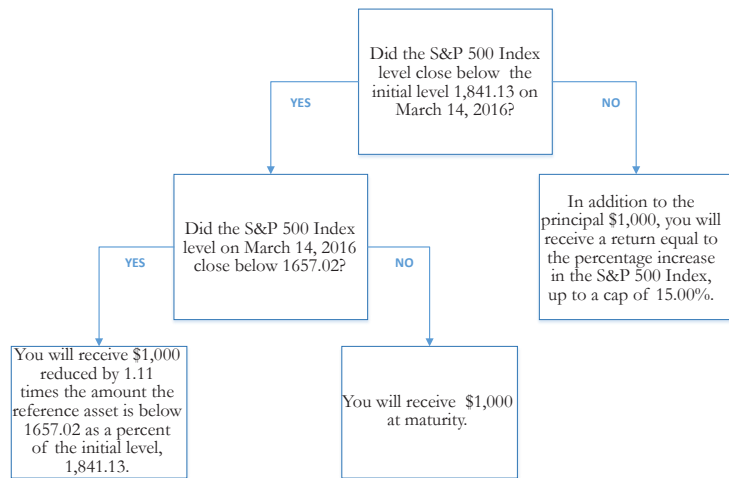 Did the S&P 500 Index
level close below the
initial level 1,841.13 on
March 14, 2016?
YES
NO
Did the S&P 500 Index
level on March 14, 2016
close below 1657.02?
In addition to the
principal $1,000, you will
receive a return equal to
the percentage increase
in the S&P 500 Index,
up to a cap of 15.00%.
YES
NO
You will receive $1,000
reduced by 1.11
times the amount the
reference asset is below
1657.02 as a percent
of the initial level,
1,841.13.
You will receive $1,000
at maturity.